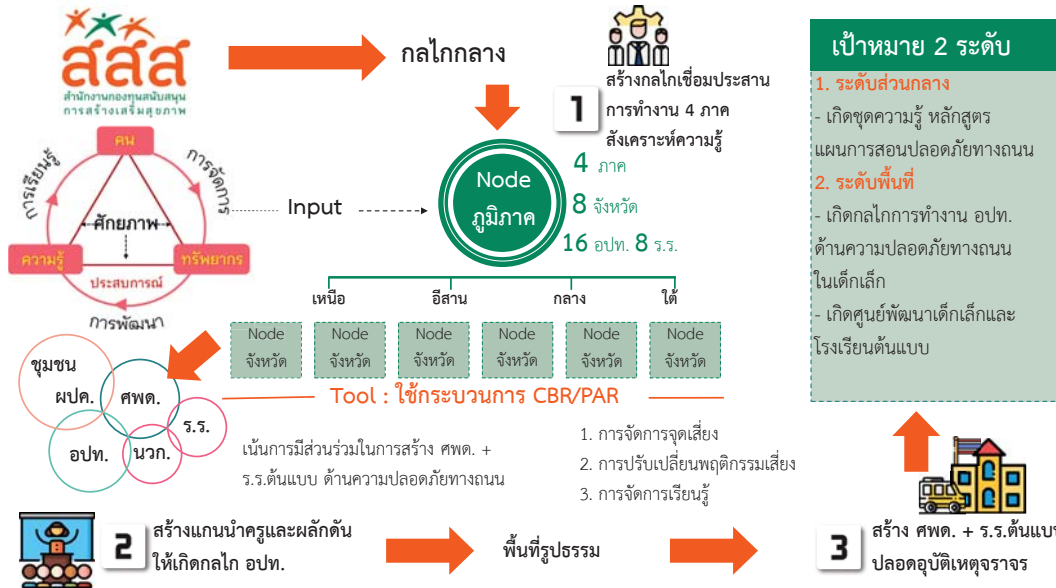 สสส
สำนักงานกองทุนสนับสนุน
การสร้างเสริมสุขภาพ
กลไกกลาง
1
สร้างกลไกเชื่อมประสาน
การทำงาน 4 ภาค
สังเคราะห์ความรู้
คน
การเรียนรู้
การจัดการ
ศักยภาพ
ความรู้
ทรัพยากร
ประสบการณ์
การพัฒนา
Input
Node
ภูมิภาค
4 ภาค
8 จังหวัด
16 อปท. 8 ร.ร.
เหนือ อีสาน กลาง ใต้
Node Node Node Node Node Node
จังหวัด จังหวัด จังหวัด จังหวัด จังหวัด จังหวัด
ชุมชน
ผปค.
ศพด.
ร.ร.
อปท.
นวก.
Tool : ใช้กระบวนการ CBR/PAR
เน้นการมีส่วนร่วมในการสร้าง ศพด. +
ร.ร.ต้นแบบ ด้านความปลอดภัยทางถนน
1. การจัดการจุดเสี่ยง
2. การปรับเปลี่ยนพฤติกรรมเสี่ยง
3. การจัดการเรียนรู้
เป้าหมาย 2 ระดับ
1. ระดับส่วนกลาง
- เกิดชุดความรู้ หลักสูตร
แผนการสอนปลอดภัยทางถนน
2. ระดับพื้นที่
- เกิดกลไกการทำงาน อปท.
ด้านความปลอดภัยทางถนน
ในเด็กเล็ก
- เกิดศูนย์พัฒนาเด็กเล็กและ
โรงเรียนต้นแบบ
2
สร้างแกนนำครูและผลักดัน
ให้เกิดกลไก อปท.
พื้นที่รูปธรรม
3
สร้าง ศพด. + ร.ร.ต้นแบบ
ปลอดอุบัติเหตุจราจร